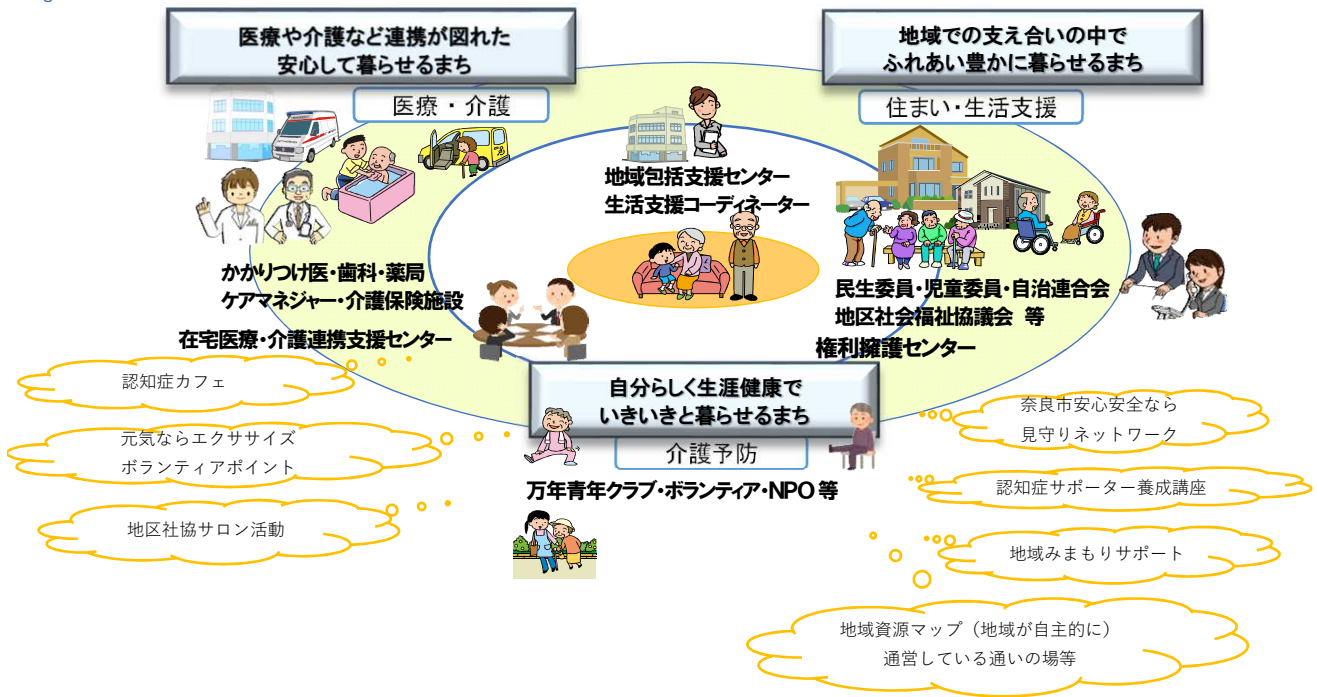 医療や介護など連携が図れた
安心して暮らせるまち
地域での支え合いの中で
ふれあい豊かに暮らせるまち
医療・介護
住まい・生活支援
地域包括支援センター
生活支援コーディネーター
かかりつけ医・歯科・薬局
ケアマネジャー・介護保険施設
在宅医療・介護連携支援センター
民生委員・児童委員・自治連合会
地区社会福祉協議会 等
権利擁護センター
自分らしく生涯健康で
いきいきと暮らせるまち
介護予防
万年青年クラブ・ボランティア・NPO 等
認知症カフェ
元気ならエクササイズ
ボランティアポイント
地区社協サロン活動
奈良市安心安全なら
見守りネットワーク
認知症サポーター養成講座
地域みまもりサポート
地域資源マップ（地域が自主的に）
通営している通いの場等